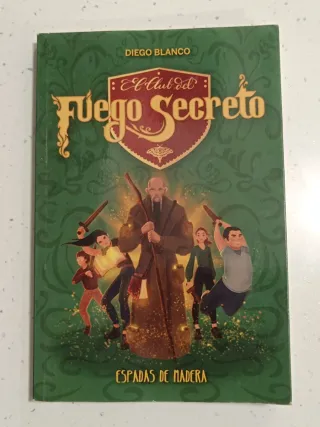 DIEGO BLANCO
El Club del
Fuego Secreto
ESPADAS DE MADERA